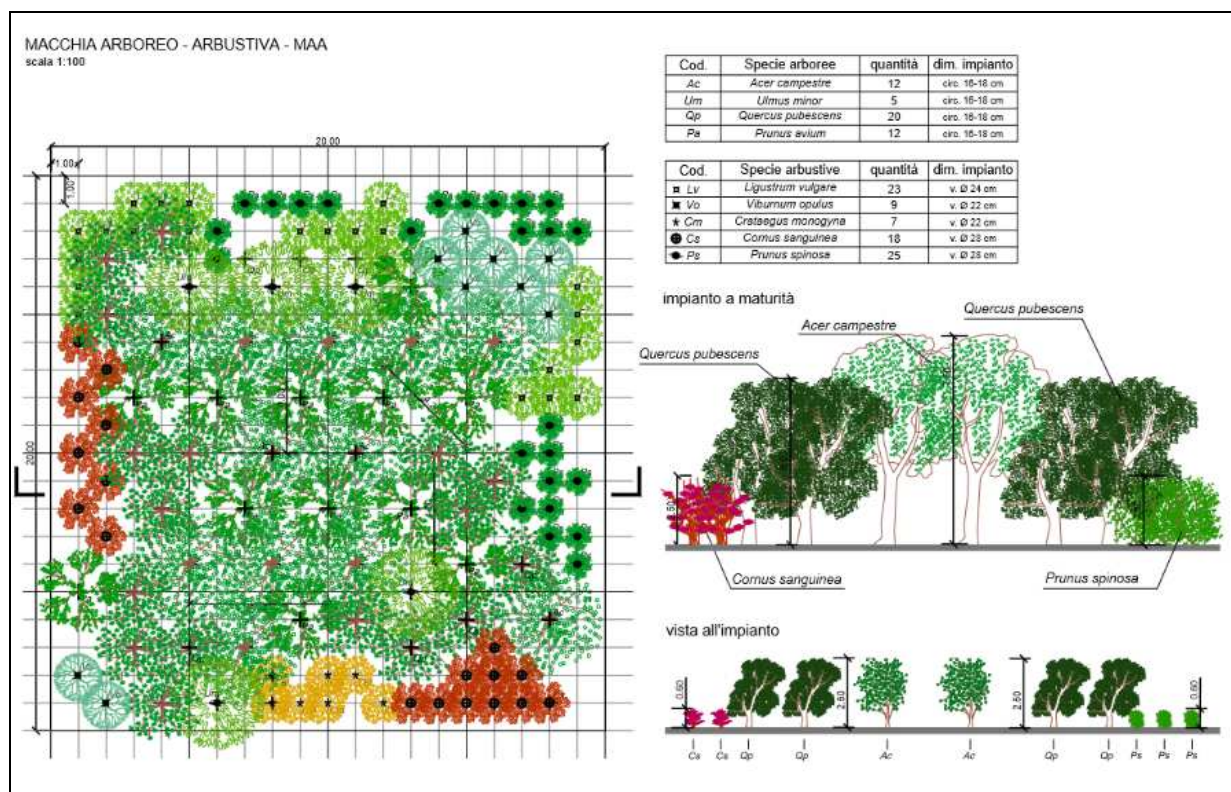 MACCHIA ARBOREO - ARBUSTIVA - MAA
scala 1:100
20.00
1.00
1.00
20.00
Cod. Specie arboree quantità dim. impianto
Ac Acer campestre 12 circ. 16-18 cm
Um Ulmus minor 5 circ. 16-18 cm
Qp Quercus pubescens 20 circ. 16-18 cm
Pa Prunus avium 12 circ. 16-18 cm
Cod. Specie arbustive quantità dim. impianto
Lv Ligustrum vulgare 23 v. Ø 24 cm
Vo Viburnum opulus 9 v. Ø 22 cm
Cm Crataegus monogyna 7 v. Ø 22 cm
Cs Cornus sanguinea 18 v. Ø 28 cm
Ps Prunus spinosa 25 v. Ø 28 cm
impianto a maturità
Quercus pubescens
Acer campestre
Quercus pubescens
Cornus sanguinea
Prunus spinosa
vista all'impianto
0.60 2.50 2.50 0.60
Cs Cs Qp Qp Ac Ac Qp Qp Ps Ps Ps